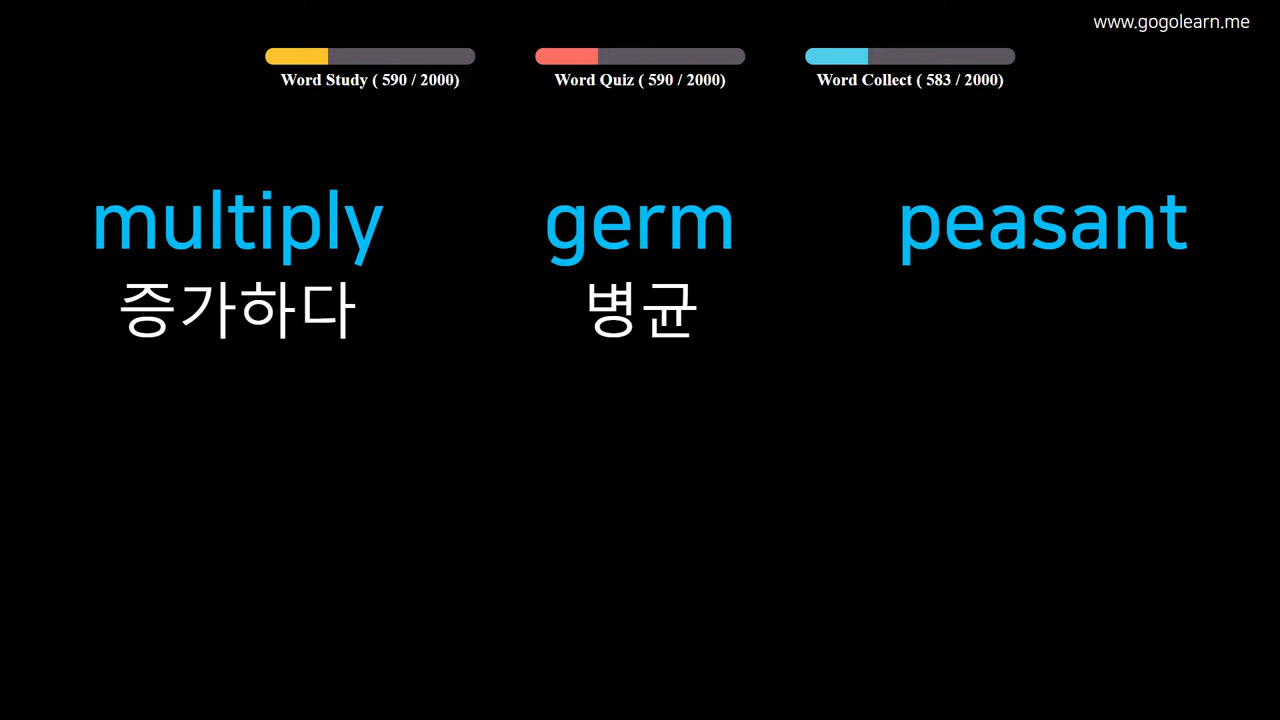 www.gogolearn.me
Word Study ( 590 / 2000)
Word Quiz ( 590 / 2000)
Word Collect ( 583 / 2000)
multiply
증가하다
germ
병균
peasant